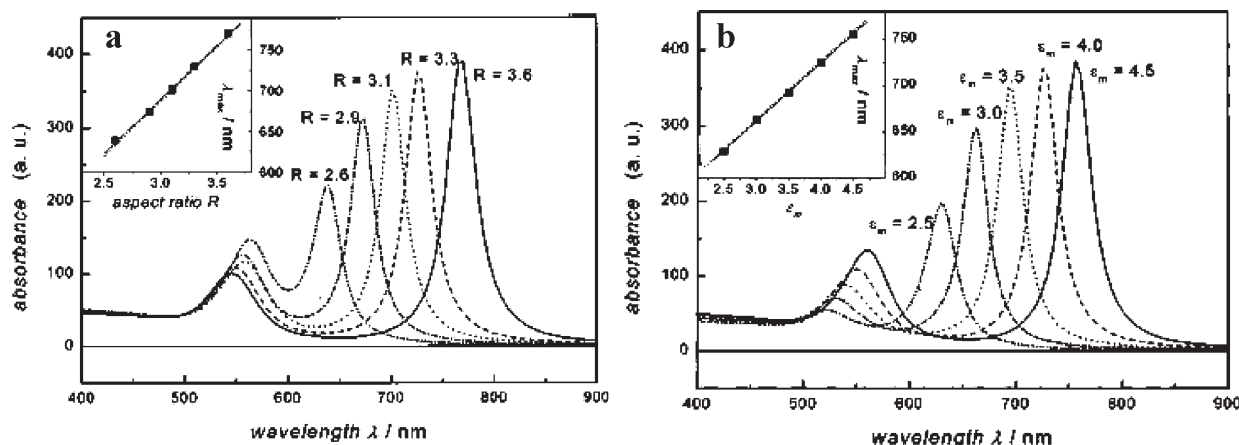 a
400
300
200
100
0
absorbance (a. u.)
400 500 600 700 800 900
wavelength λ / nm
R = 2.6
R = 2.9
R = 3.1
R = 3.3
R = 3.6
750
700
650
600
λmax / nm
2.5 3.0 3.5
aspect ratio R
b
400
300
200
100
0
absorbance (a. u.)
400 500 600 700 800 900
wavelength λ / nm
εm = 2.5
εm = 3.0
εm = 3.5
εm = 4.0
εm = 4.5
750
700
650
600
λmax / nm
2.5 3.0 3.5 4.0 4.5
εm